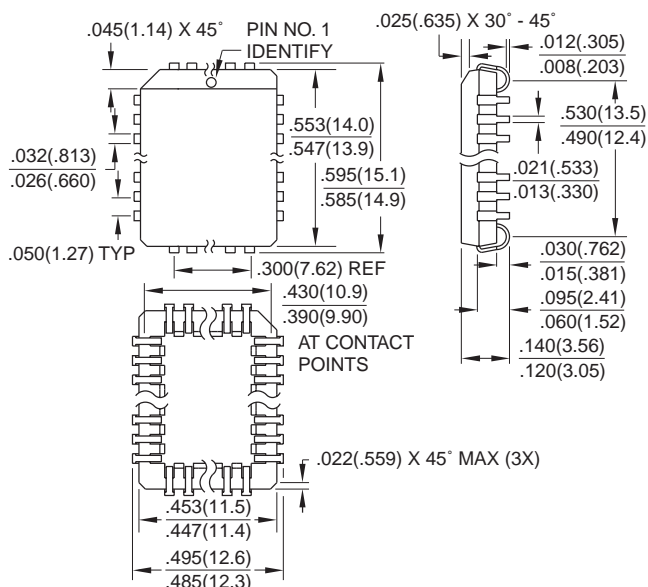 .045(1.14) X 45°
PIN NO. 1
IDENTIFY
.025(.635) X 30° - 45°
.012(.305)
.008(.203)
.553(14.0)
.547(13.9)
.595(15.1)
.585(14.9)
.032(.813)
.026(.660)
.530(13.5)
.490(12.4)
.021(.533)
.013(.330)
.050(1.27) TYP
.300(7.62) REF
.430(10.9)
.390(9.90)
AT CONTACT
POINTS
.030(.762)
.015(.381)
.095(2.41)
.060(1.52)
.140(3.56)
.120(3.05)
.022(.559) X 45° MAX (3X)
.453(11.5)
.447(11.4)
.495(12.6)
.485(12.3)